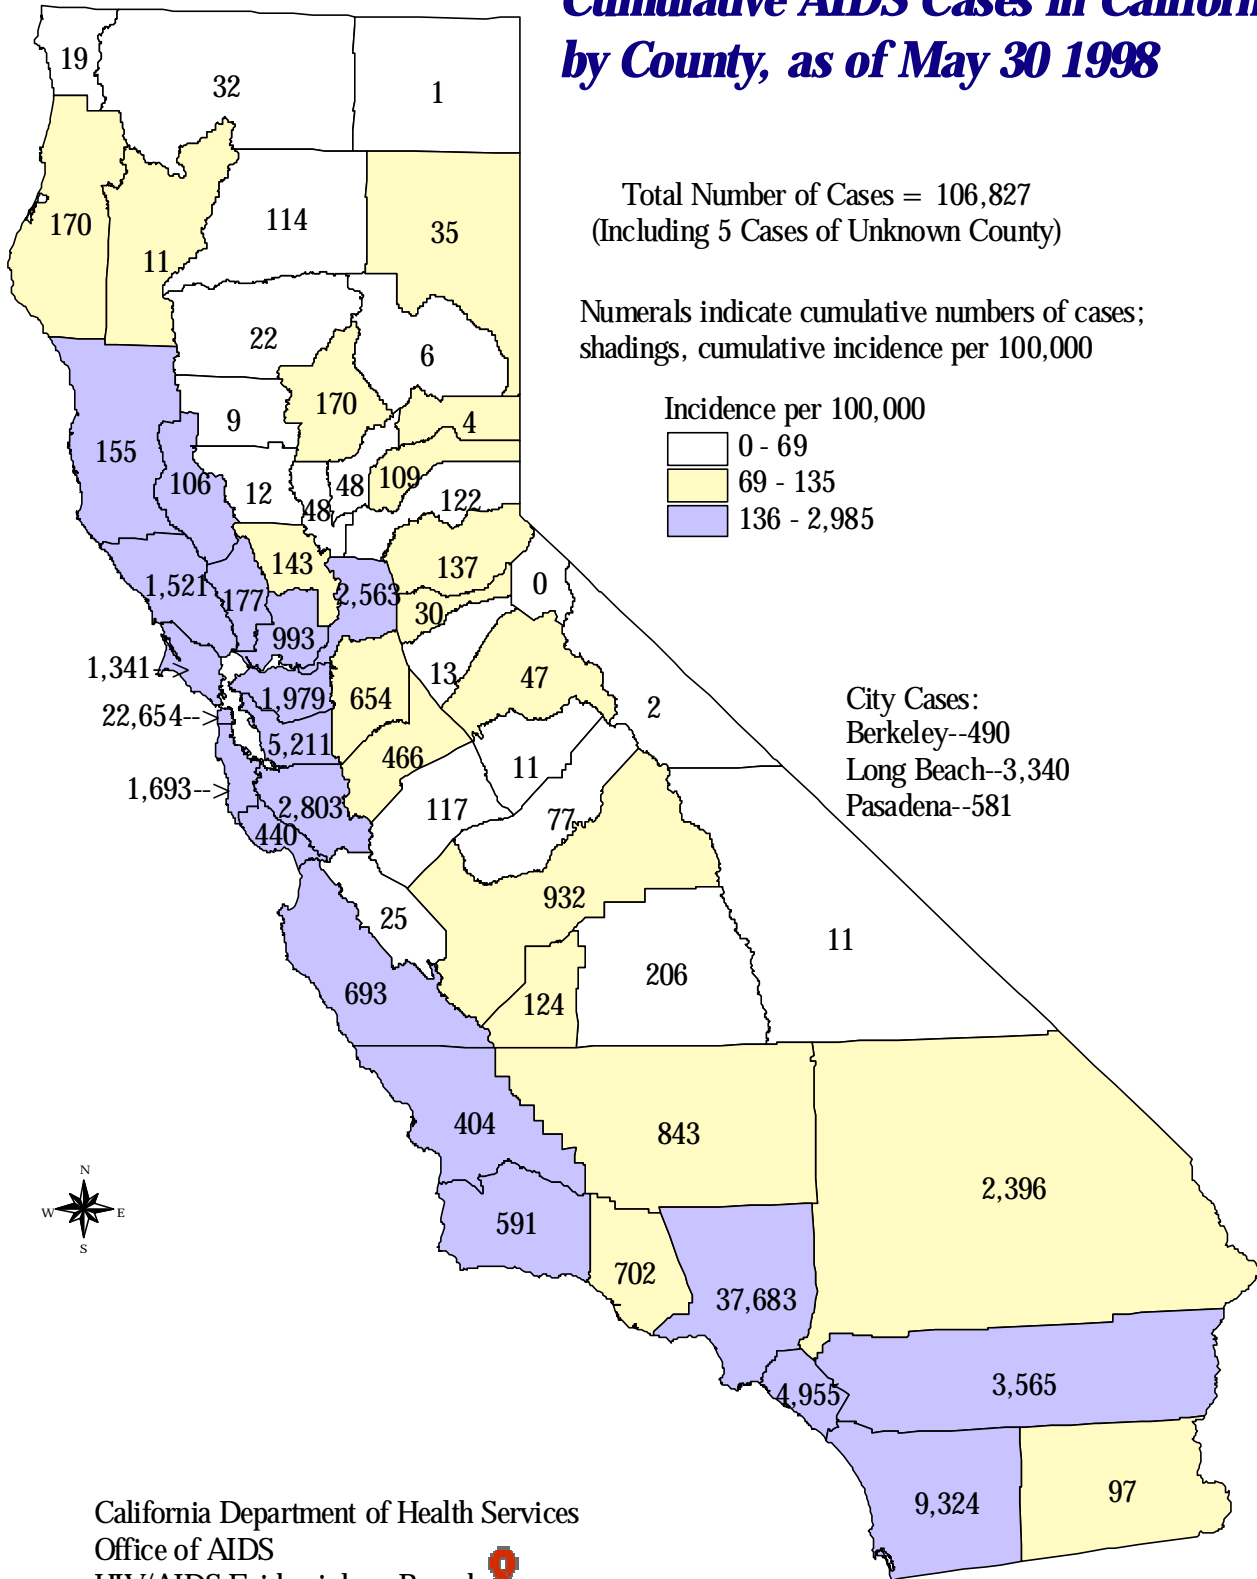 Cumulative AIDS Cases in
by County, as of May 30 1998
19
32
1
Total Number of Cases = 106,827
(Including 5 Cases of Unknown County)
170
11
114
35
Numerals indicate cumulative numbers of cases;
shadings, cumulative incidence per 100,000
22
6
Incidence per 100,000
0 - 69
69 - 135
136 - 2,985
170
9
4
155
106
12
48
48
109
122
143
137
1,521
177
2,563
0
30
993
1,341-->
13
47
1,979
654
2
22,654-->
5,211
466
11
City Cases:
Berkeley--490
Long Beach--3,340
Pasadena--581
1,693-->
2,803
117
77
440
932
25
11
206
693
124
404
843
N
W
E
S
2,396
591
702
37,683
4,955
3,565
9,324
97
California Department of Health Services
Office of AIDS